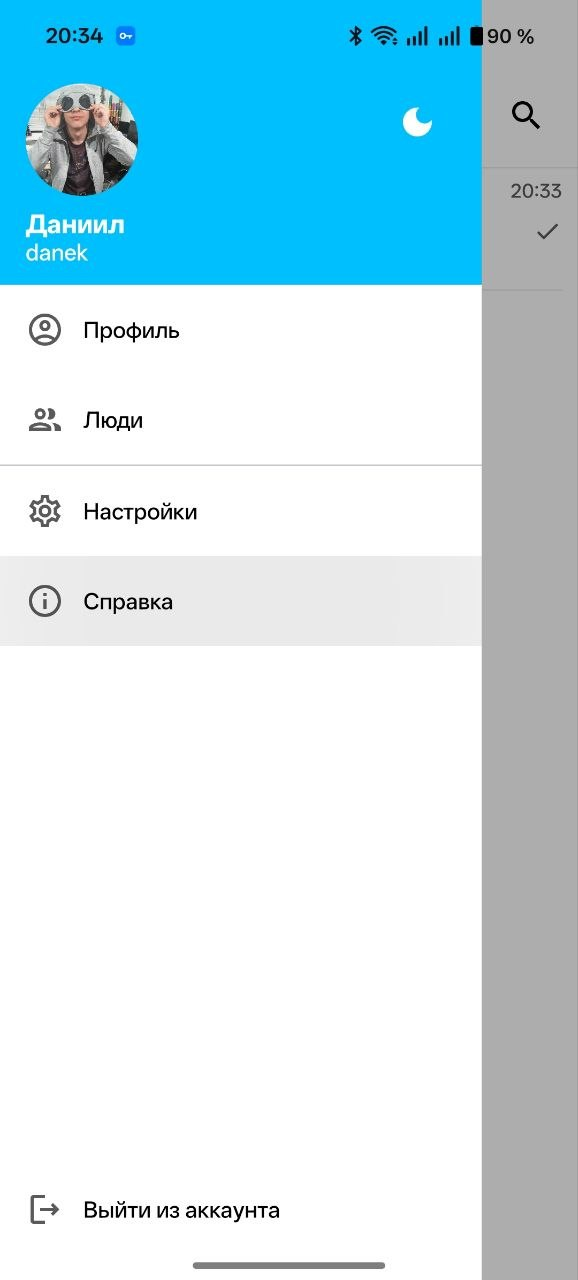 20:34
90 %
20:33
Даниил
danek
Профиль
Люди
Настройки
Справка
Выйти из аккаунта